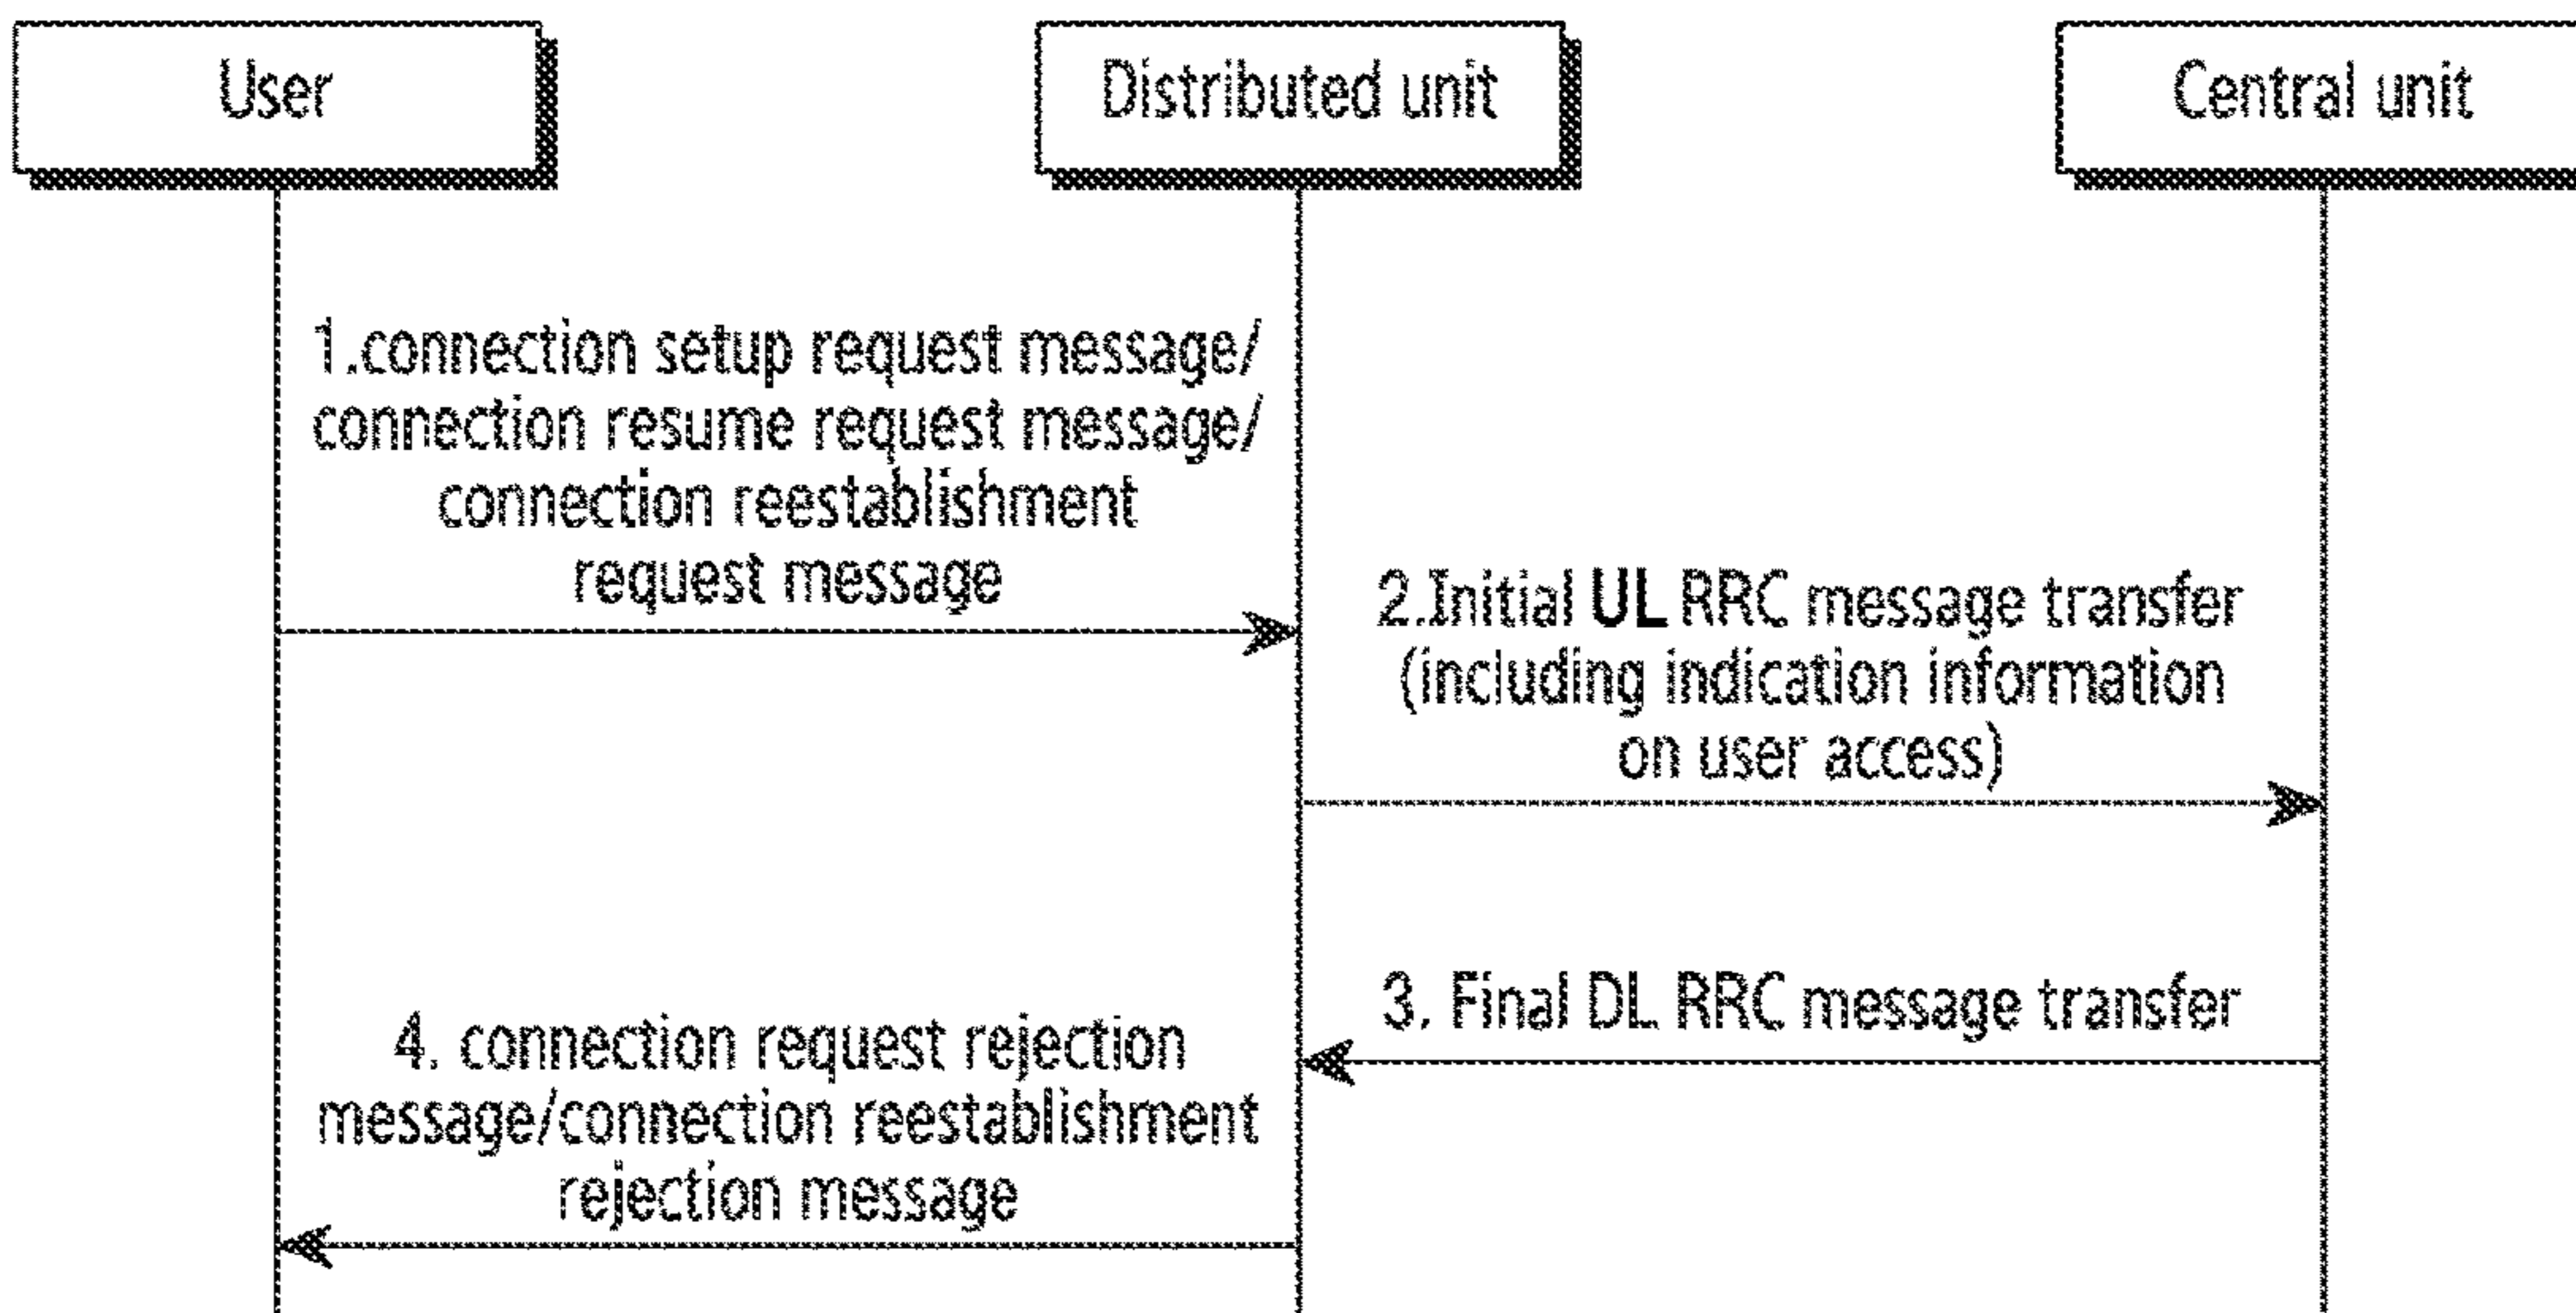 User
Distributed unit
Central unit
1.connection setup request message/
connection resume request message/
connection reestablishment
request message
2.Initial UL RRC message transfer
(including indication information
on user access)
3. Final DL RRC message transfer
4. connection request rejection
message/connection reestablishment
rejection message